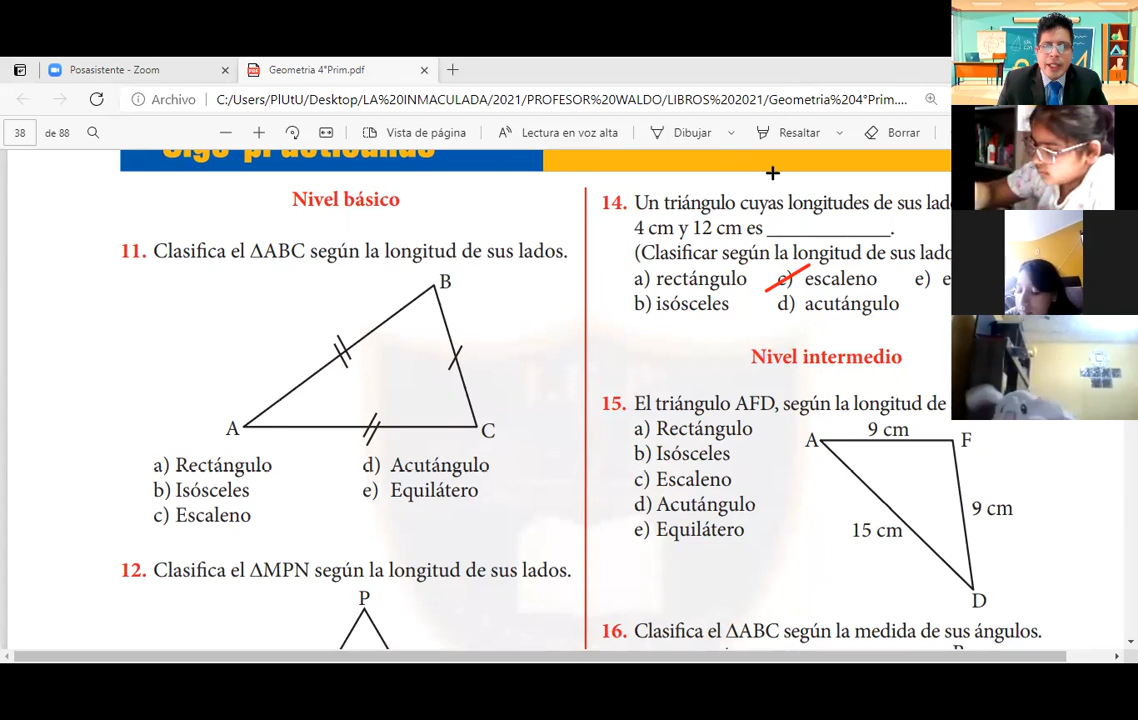 Posasistente - Zoom
Geometria 4°Prim.pdf
Archivo
C:/Users/PlUtU/Desktop/LA%20INMACULADA/2021/PROFESOR%20WALDO/LIBROS%202021/Geometria%204°Prim....
38
de 88
Vista de página
Lectura en voz alta
Dibujar
Resaltar
Borrar
Sigo practicando
Nivel básico
11. Clasifica el ΔABC según la longitud de sus lados.
B
A
C
a) Rectángulo
d) Acutángulo
b) Isósceles
e) Equilátero
c) Escaleno
12. Clasifica el ΔMPN según la longitud de sus lados.
P
14. Un triángulo cuyas longitudes de sus lad
4 cm y 12 cm es ____________.
(Clasificar según la longitud de sus lado
a) rectángulo c) escaleno e) e
b) isósceles d) acutángulo
Nivel intermedio
15. El triángulo AFD, según la longitud de
a) Rectángulo
b) Isósceles
c) Escaleno
d) Acutángulo
e) Equilátero
A
9 cm
F
9 cm
15 cm
D
16. Clasifica el ΔABC según la medida de sus ángulos.